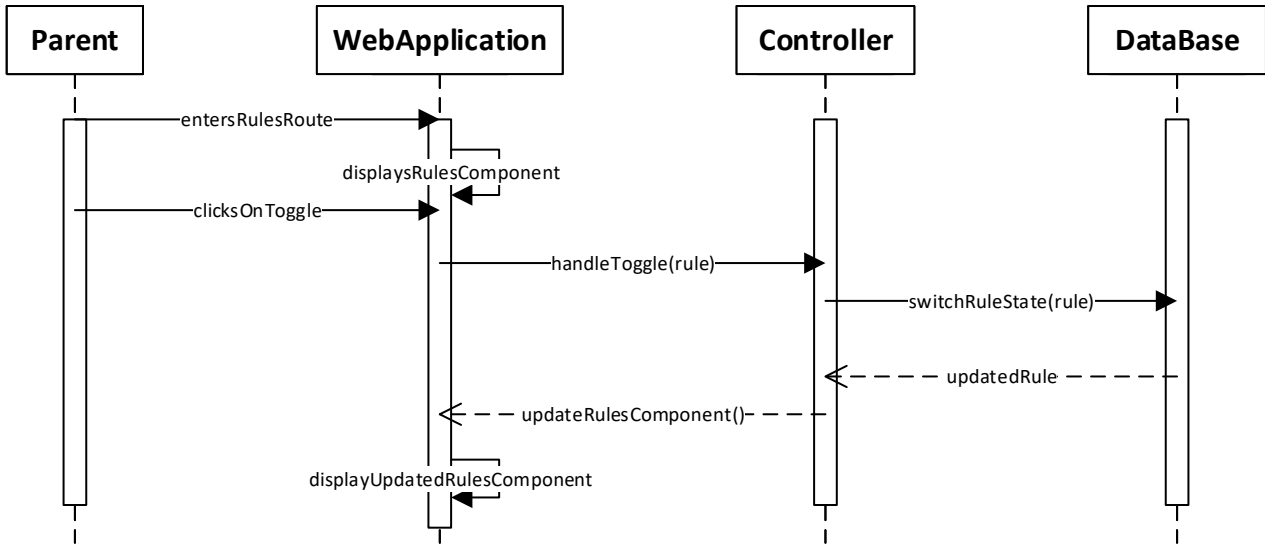 Parent
WebApplication
Controller
DataBase
entersRulesRoute
displaysRulesComponent
clicksOnToggle
handleToggle(rule)
switchRuleState(rule)
updatedRule
updateRulesComponent()
displayUpdatedRulesComponent